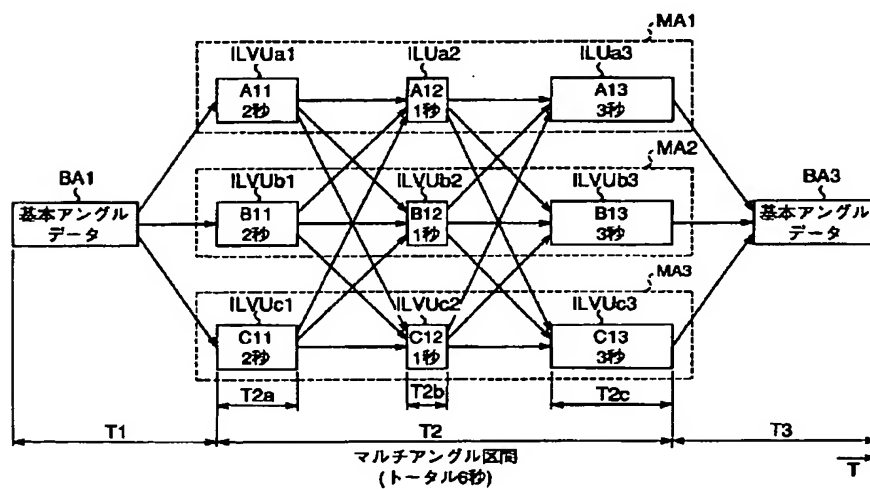 MA1
ILVUa1
ILUa2
ILUa3
A11
2秒
A12
1秒
A13
3秒
MA2
BA1
ILVUb1
ILVUb2
ILVUb3
BA3
基本アングル
データ
B11
2秒
B12
1秒
B13
3秒
基本アングル
データ
MA3
ILVUc1
ILVUc2
ILVUc3
C11
2秒
C12
1秒
C13
3秒
T2a
T2b
T2c
T1
T2
T3
マルチアングル区間
(トータル6秒)
T